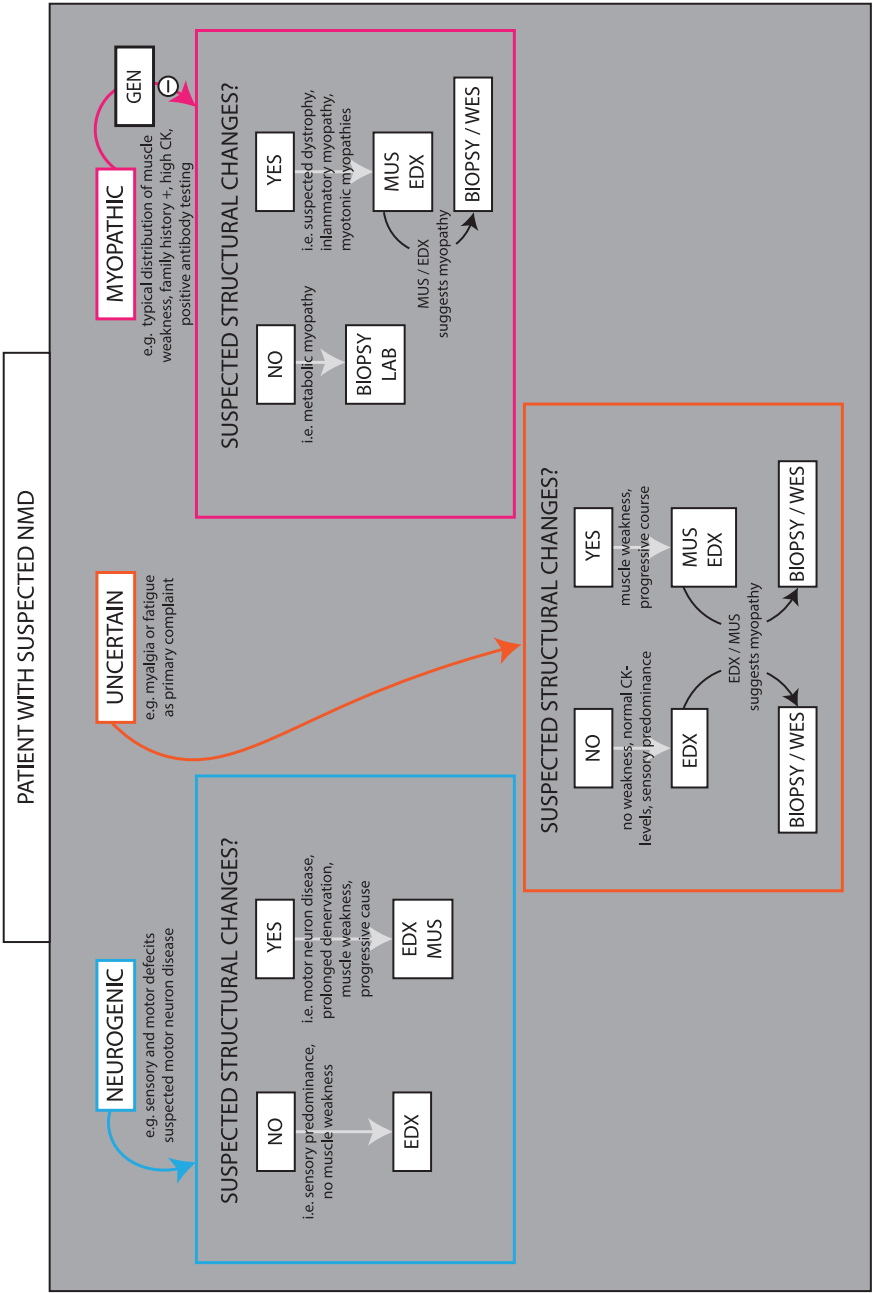 PATIENT WITH SUSPECTED NMD
NEUROGENIC
e.g. sensory and motor defecits
suspected motor neuron disease
SUSPECTED STRUCTURAL CHANGES?
NO
i.e. sensory predominance,
no muscle weakness
EDX
YES
i.e. motor neuron disease,
prolonged denervation,
muscle weakness,
progressive cause
EDX
MUS
UNCERTAIN
e.g. myalgia or fatigue
as primary complaint
SUSPECTED STRUCTURAL CHANGES?
NO
no weakness, normal CK-
levels, sensory predominance
EDX
YES
muscle weakness,
progressive course
MUS
EDX
EDX / MUS
suggests myopathy
BIOPSY / WES
BIOPSY / WES
MYOPATHIC
GEN
−
e.g. typical distribution of muscle
weakness, family history +, high CK,
positive antibody testing
SUSPECTED STRUCTURAL CHANGES?
NO
i.e. metabolic myopathy
BIOPSY
LAB
YES
i.e. suspected dystrophy,
inlammatory myopathy,
myotonic myopathies
MUS
EDX
MUS / EDX
suggests myopathy
BIOPSY / WES